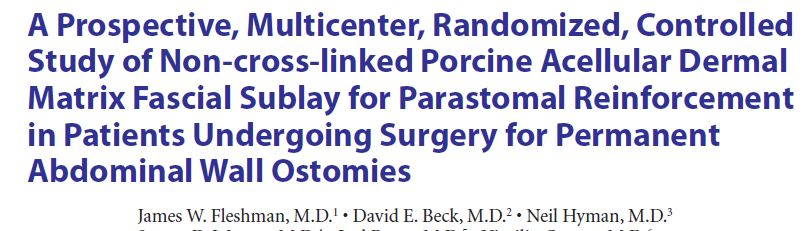 A Prospective, Multicenter, Randomized, Controlled
Study of Non-cross-linked Porcine Acellular Dermal
Matrix Fascial Sublay for Parastomal Reinforcement
in Patients Undergoing Surgery for Permanent
Abdominal Wall Ostomies
James W. Fleshman, M.D.¹ • David E. Beck, M.D.² • Neil Hyman, M.D.³